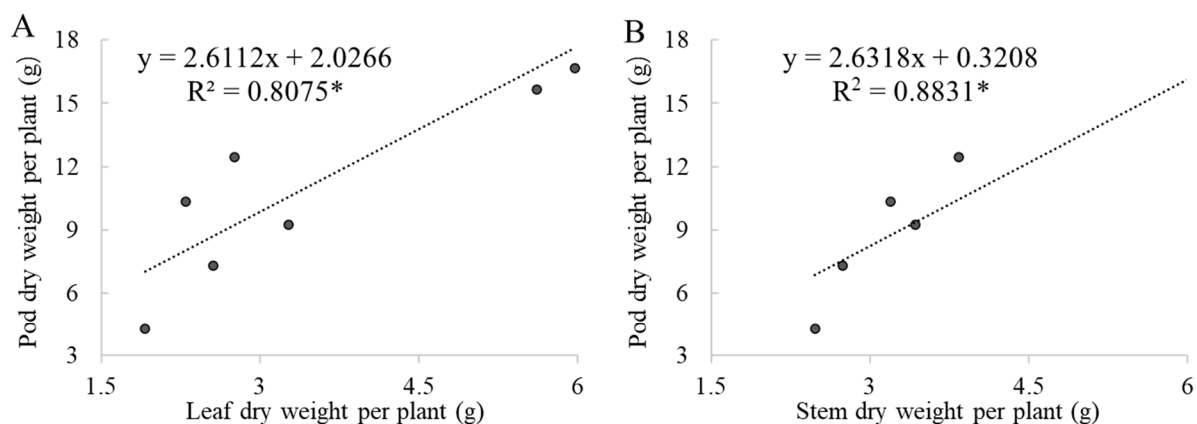 A
y = 2.6112x + 2.0266
R² = 0.8075*
Pod dry weight per plant (g)
18
15
12
9
6
3
1.5
3
4.5
6
Leaf dry weight per plant (g)
B
y = 2.6318x + 0.3208
R² = 0.8831*
Pod dry weight per plant (g)
18
15
12
9
6
3
1.5
3
4.5
6
Stem dry weight per plant (g)